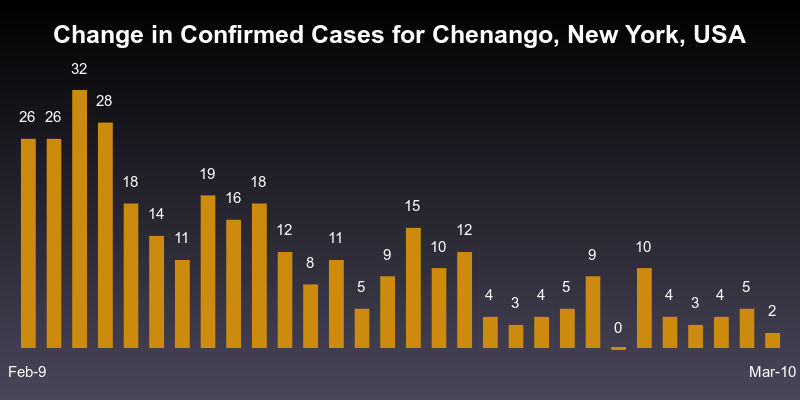 Change in Confirmed Cases for Chenango, New York, USA
26 26 32 28 18 14 11 19 16 18 12 8 11 5 9 15 10 12 4 3 4 5 9 0 10 4 3 4 5 2
Feb-9 Mar-10